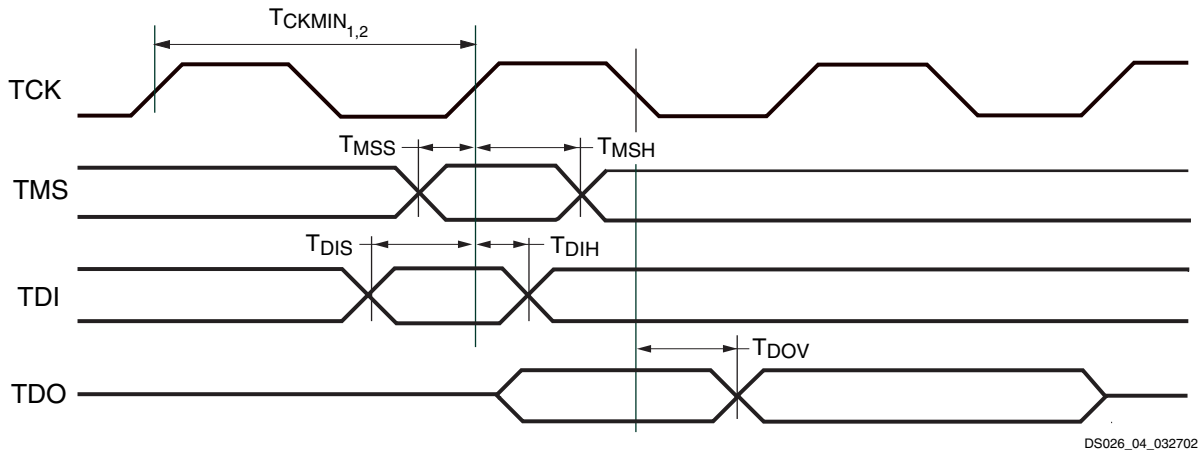 TCKMIN1,2
TCK
TMSS
TMSH
TMS
TDIS
TDIH
TDI
TDOV
TDO
DS026_04_032702